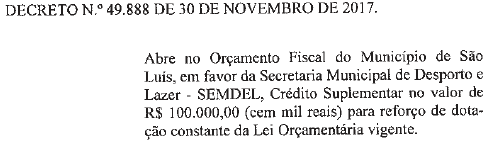 DECRETO N.º 49.888 DE 30 DE NOVEMBRO DE 2017.
Abre no Orçamento Fiscal do Município de São
Luís, em favor da Secretaria Municipal de Desporto e
Lazer - SEMDEL, Crédito Suplementar no valor de
R$ 100.000,00 (cem mil reais) para reforço de dota-
ção constante da Lei Orçamentária vigente.